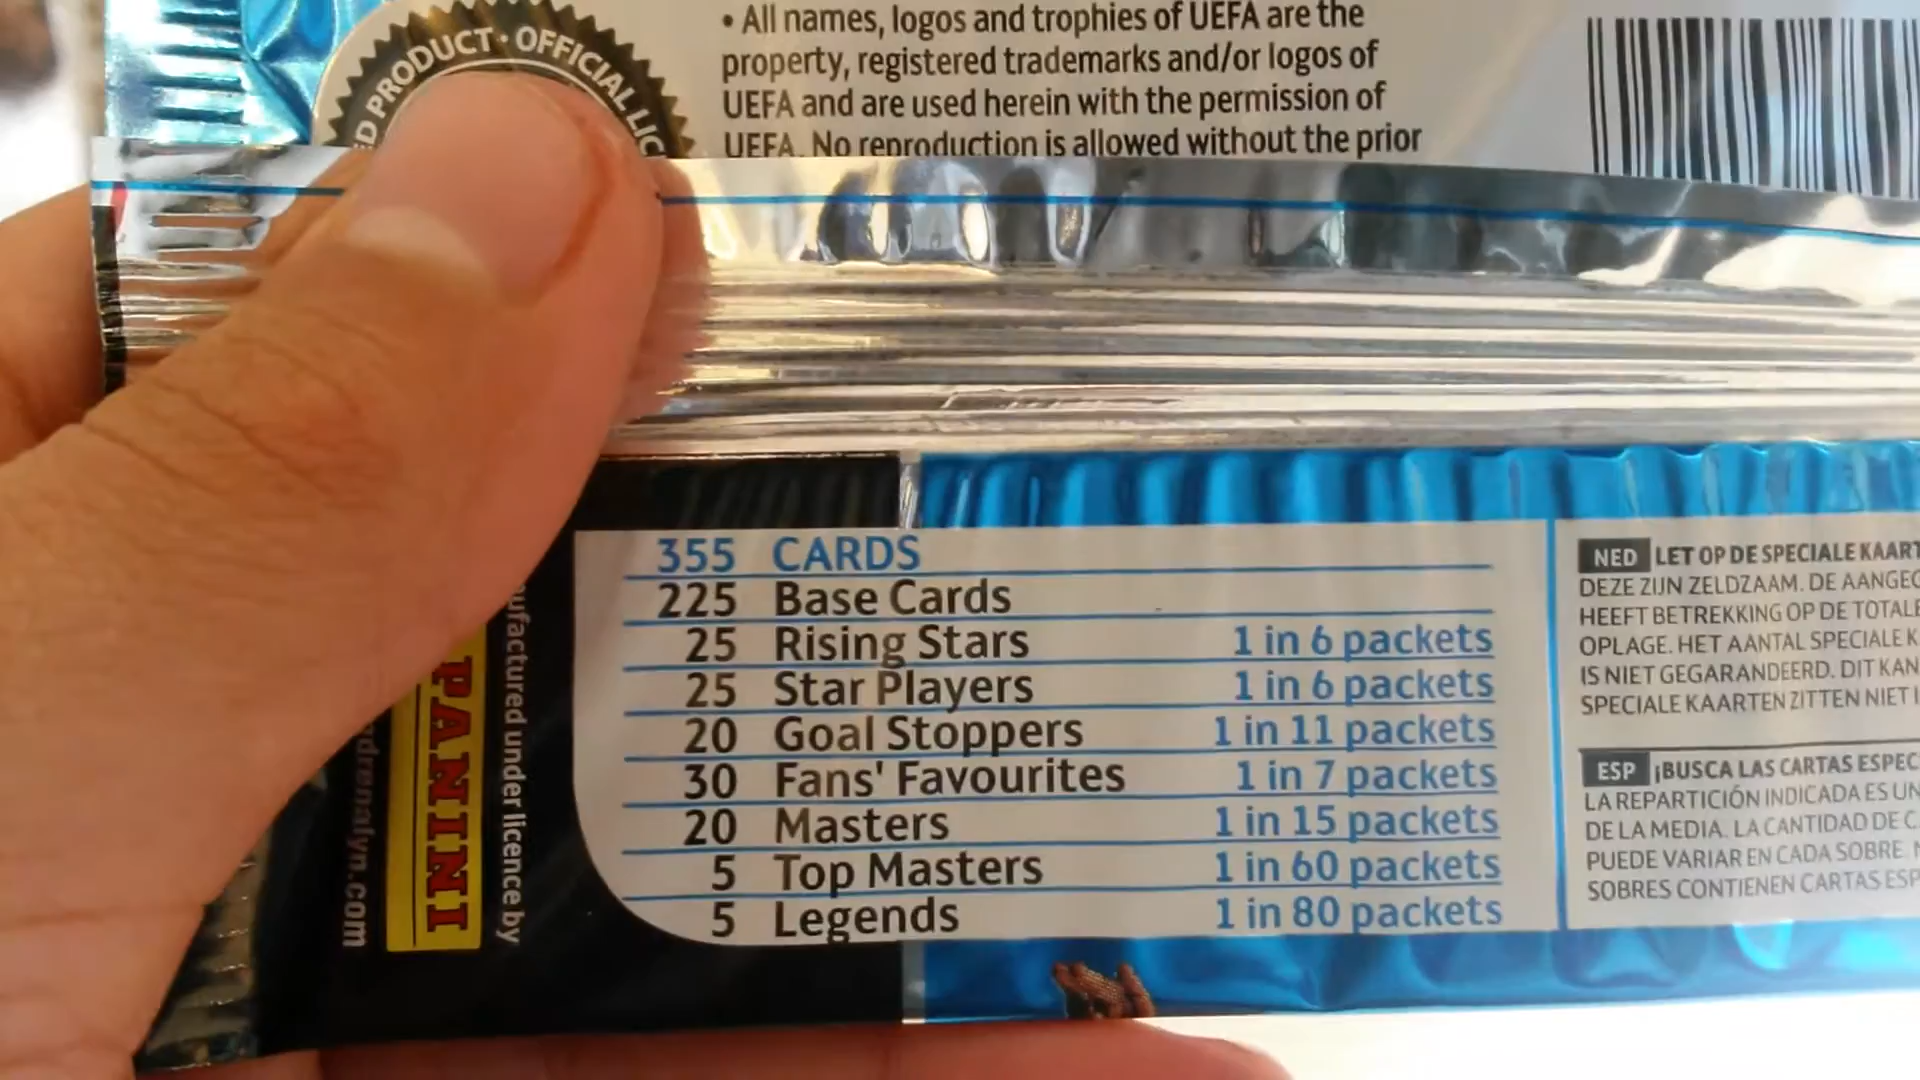 D PRODUCT · OFFICIAL LIC
• All names, logos and trophies of UEFA are the
property, registered trademarks and/or logos of
UEFA and are used herein with the permission of
UEFA. No reproduction is allowed without the prior
355 CARDS
225 Base Cards
25 Rising Stars 1 in 6 packets
25 Star Players 1 in 6 packets
20 Goal Stoppers 1 in 11 packets
30 Fans' Favourites 1 in 7 packets
20 Masters 1 in 15 packets
5 Top Masters 1 in 60 packets
5 Legends 1 in 80 packets
ufactured under licence by
PANINI
drenalyn.com
NED LET OP DE SPECIALE KAART
DEZE ZIJN ZELDZAAM. DE AANGEG
HEEFT BETREKKING OP DE TOTALE
OPLAGE. HET AANTAL SPECIALE K
IS NIET GEGARANDEERD. DIT KAN
SPECIALE KAARTEN ZITTEN NIET I
ESP ¡BUSCA LAS CARTAS ESPEC
LA REPARTICIÓN INDICADA ES UN
DE LA MEDIA. LA CANTIDAD DE C
PUEDE VARIAR EN CADA SOBRE.
SOBRES CONTIENEN CARTAS ESP